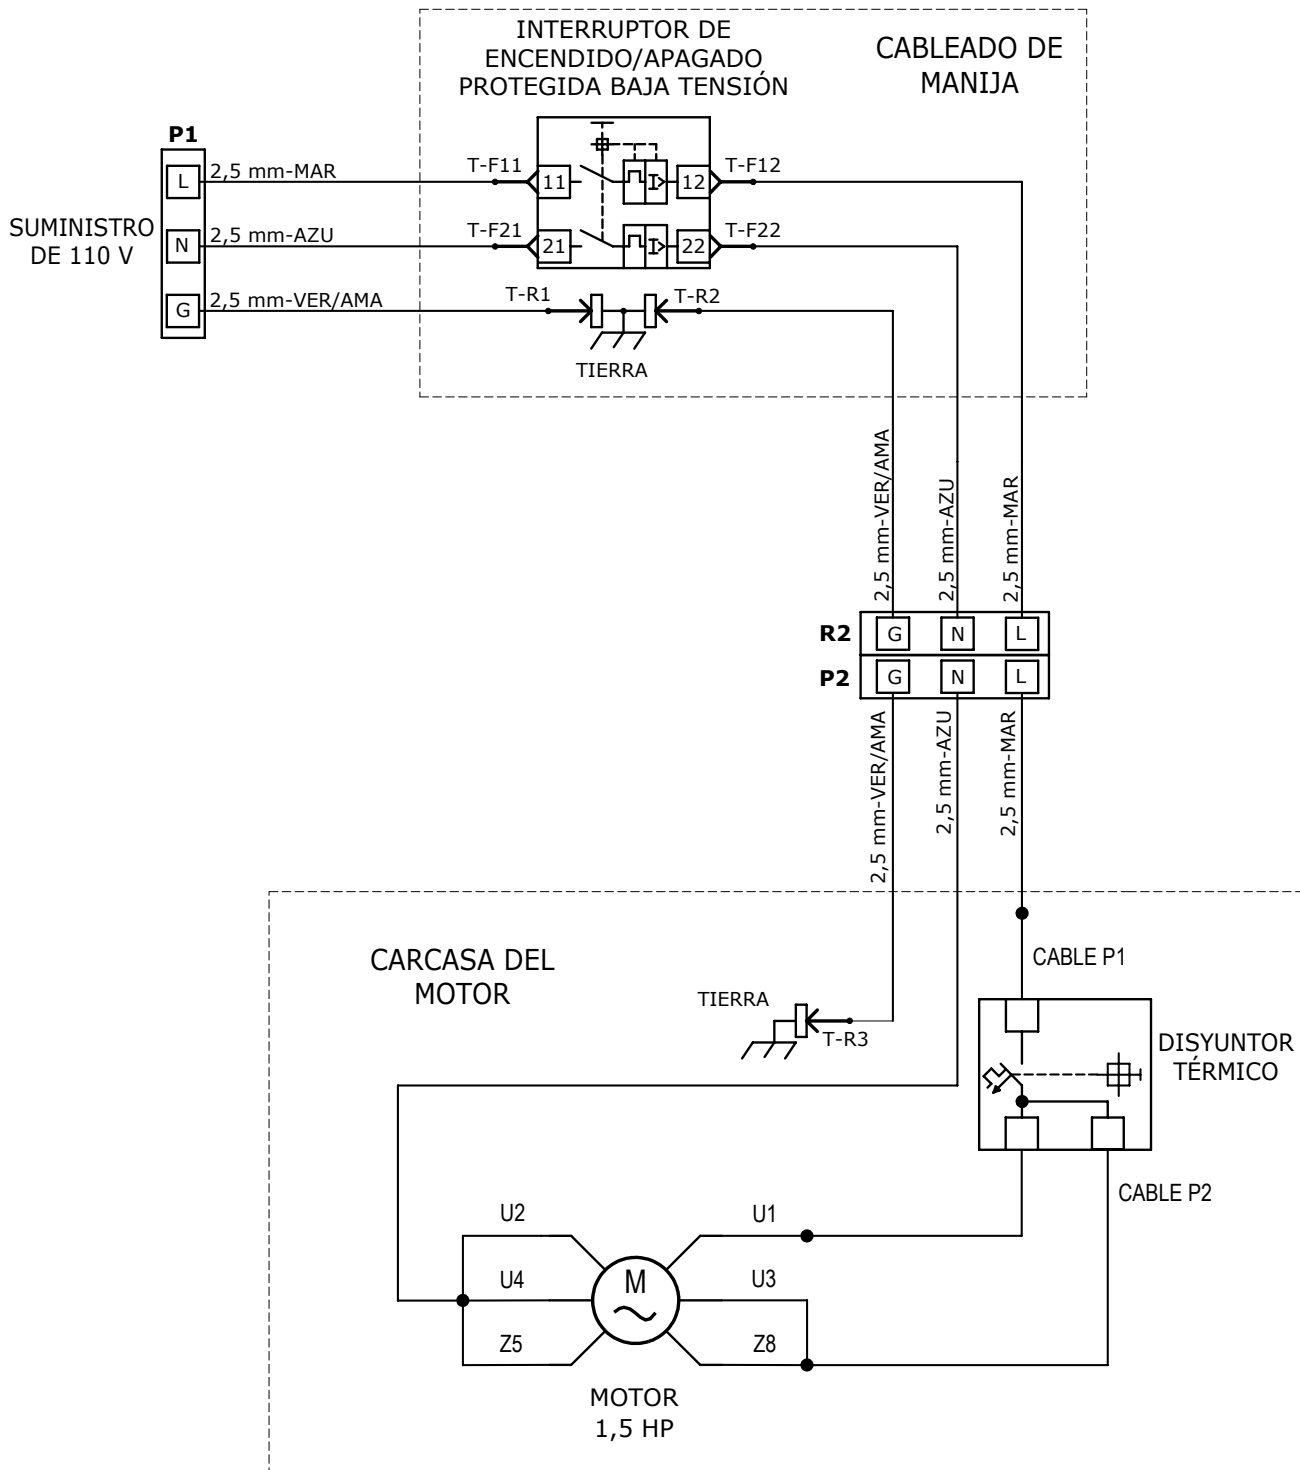 INTERRUPTOR DE
ENCENDIDO/APAGADO
PROTEGIDA BAJA TENSIÓN
CABLEADO DE
MANIJA
P1
L
2,5 mm-MAR
T-F11
11
I>
12
T-F12
SUMINISTRO
DE 110 V
N
2,5 mm-AZU
T-F21
21
I>
22
T-F22
G
2,5 mm-VER/AMA
T-R1
T-R2
TIERRA
2,5 mm-VER/AMA
2,5 mm-AZU
2,5 mm-MAR
R2
G
N
L
P2
G
N
L
2,5 mm-VER/AMA
2,5 mm-AZU
2,5 mm-MAR
CARCASA DEL
MOTOR
CABLE P1
TIERRA
T-R3
DISYUNTOR
TÉRMICO
CABLE P2
U2
U1
U4
M
U3
Z5
Z8
MOTOR
1,5 HP